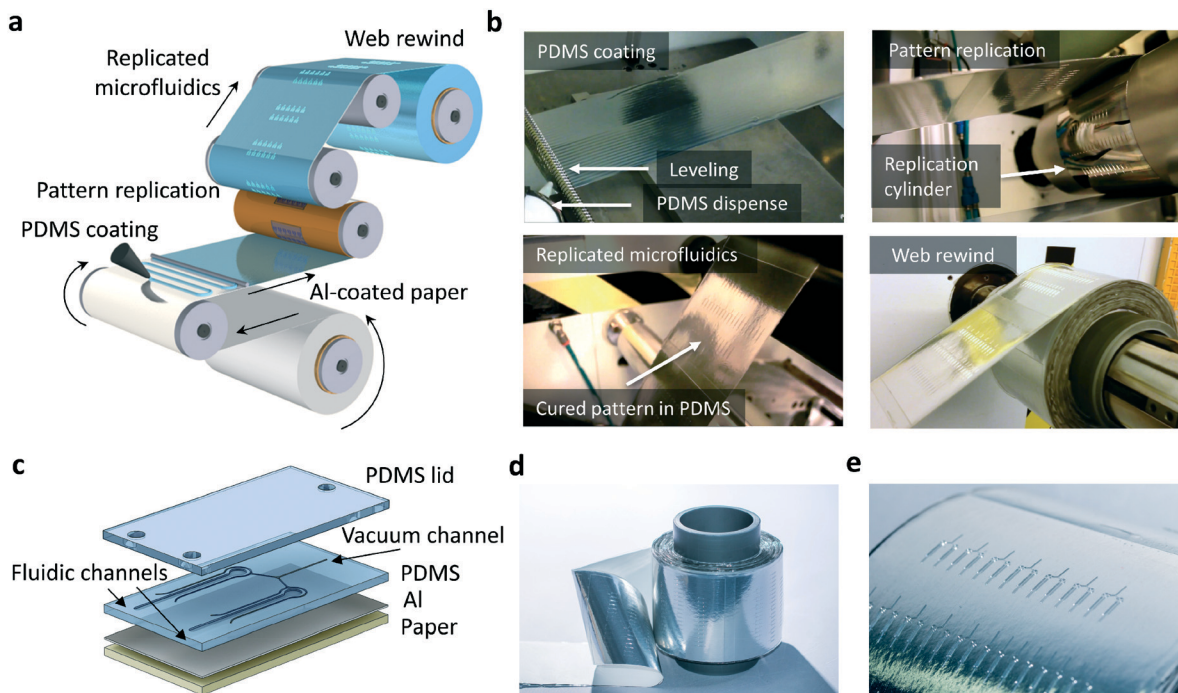 a
Replicated
microfluidics
Web rewind
Pattern replication
PDMS coating
Al-coated paper
b
PDMS coating
Leveling
PDMS dispense
Pattern replication
Replication
cylinder
Replicated microfluidics
Cured pattern in PDMS
Web rewind
c
PDMS lid
Vacuum channel
Fluidic channels
PDMS
Al
Paper
d
e